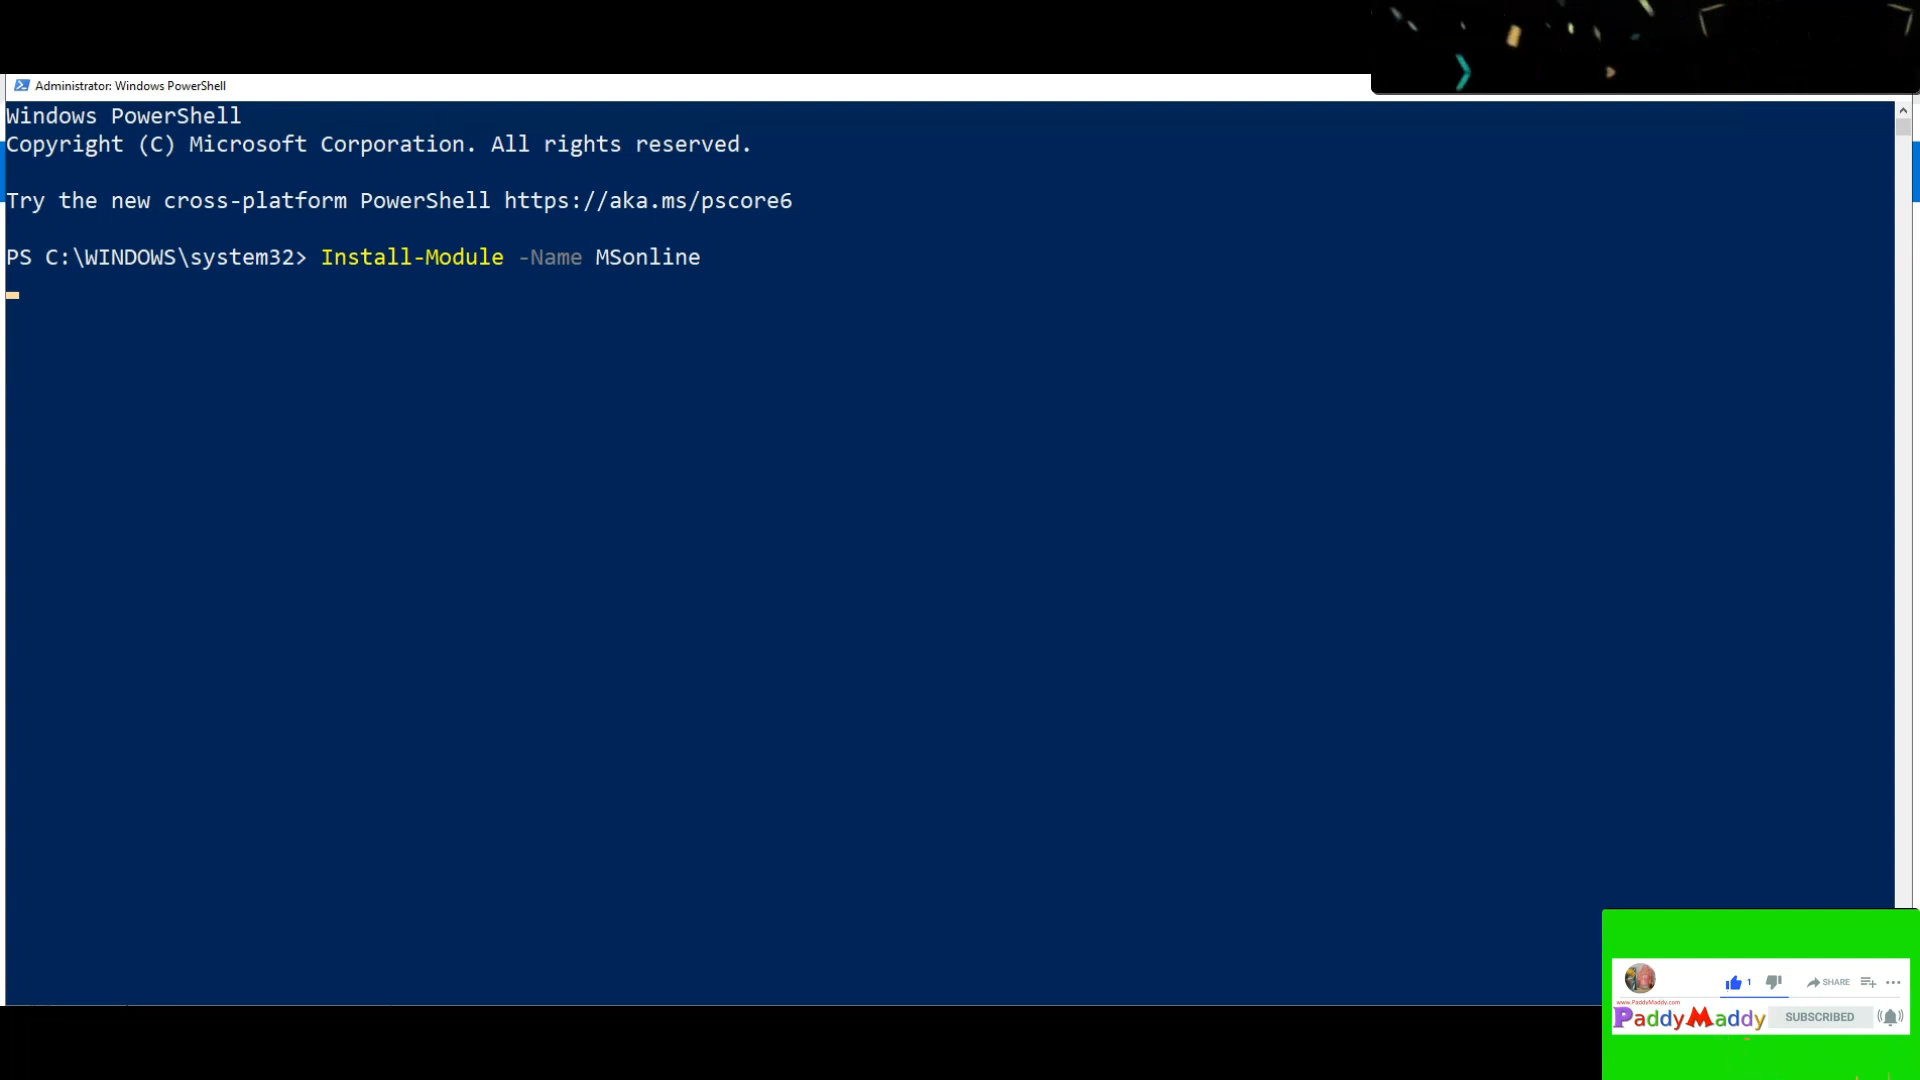 Administrator: Windows PowerShell
Windows PowerShell
Copyright (C) Microsoft Corporation. All rights reserved.
Try the new cross-platform PowerShell https://aka.ms/pscore6
PS C:\WINDOWS\system32> Install-Module -Name MSonline
1 SHARE
www.PaddyMaddy.com
PaddyMaddy SUBSCRIBED